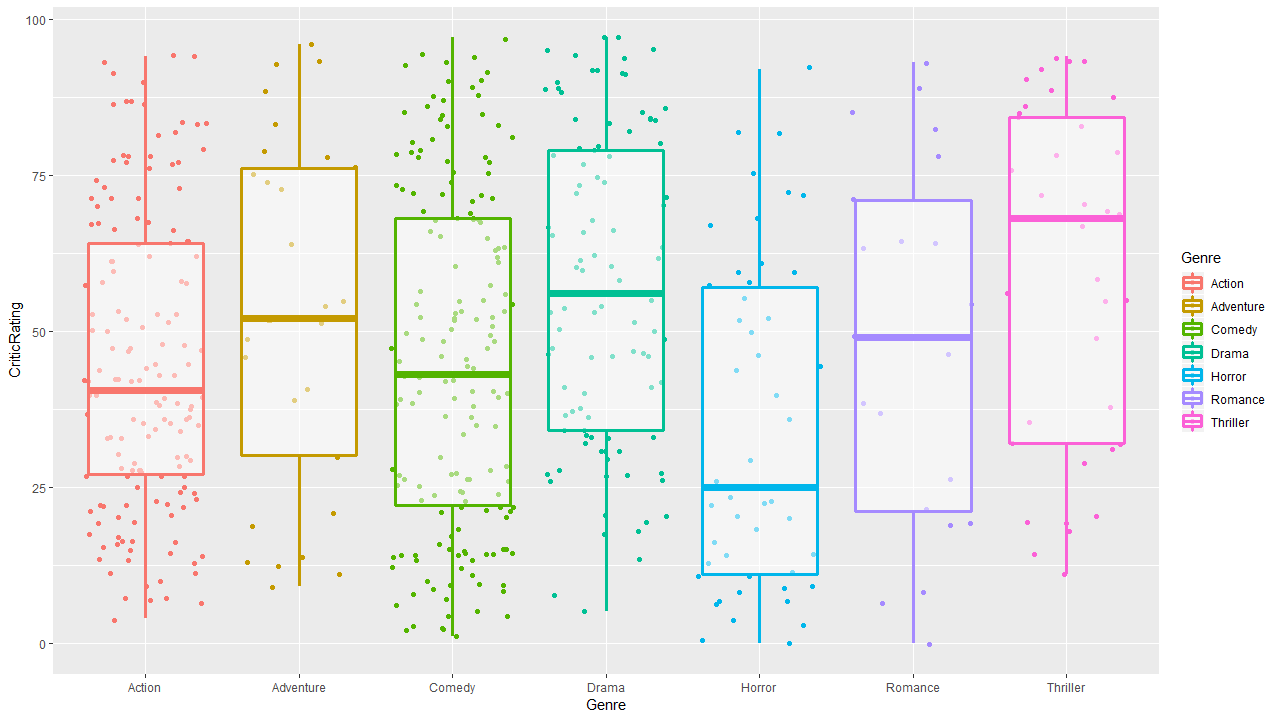 100
75
50
25
0
CriticRating
Action Adventure Comedy Drama Horror Romance Thriller
Genre
Genre
Action
Adventure
Comedy
Drama
Horror
Romance
Thriller